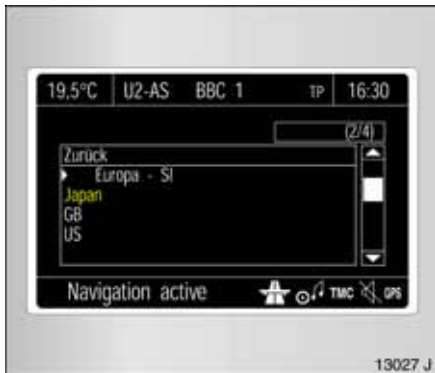 19,5°C U2-AS BBC 1 TP 16:30
(2/4)
Zurück
Europa - SI
Japan
GB
US
Navigation active TMC GPS
13027 J